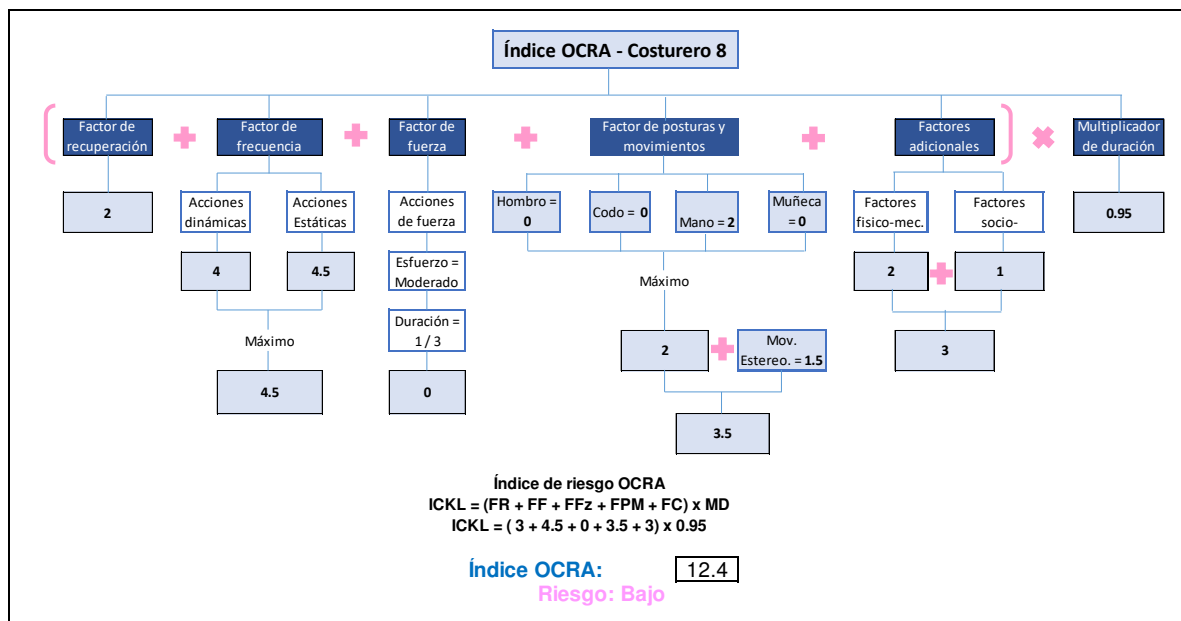 Índice OCRA - Costurero 8
Factor de
recuperación
Factor de
frecuencia
Factor de
fuerza
Factor de posturas y
movimientos
Factores
adicionales
Multiplicador
de duración
2
Acciones
dinámicas
Acciones
Estáticas
Acciones
de fuerza
Hombro =
0
Codo = 0
Mano = 2
Muñeca
= 0
Factores
fisico-mec.
Factores
socio-
0.95
4
4.5
Esfuerzo =
Moderado
Máximo
2
1
Duración =
1 / 3
Máximo
2
Mov.
Estereo. = 1.5
3
4.5
0
3.5
Índice de riesgo OCRA
ICKL = (FR + FF + FFz + FPM + FC) x MD
ICKL = ( 3 + 4.5 + 0 + 3.5 + 3) x 0.95
Índice OCRA: 12.4
Riesgo: Bajo